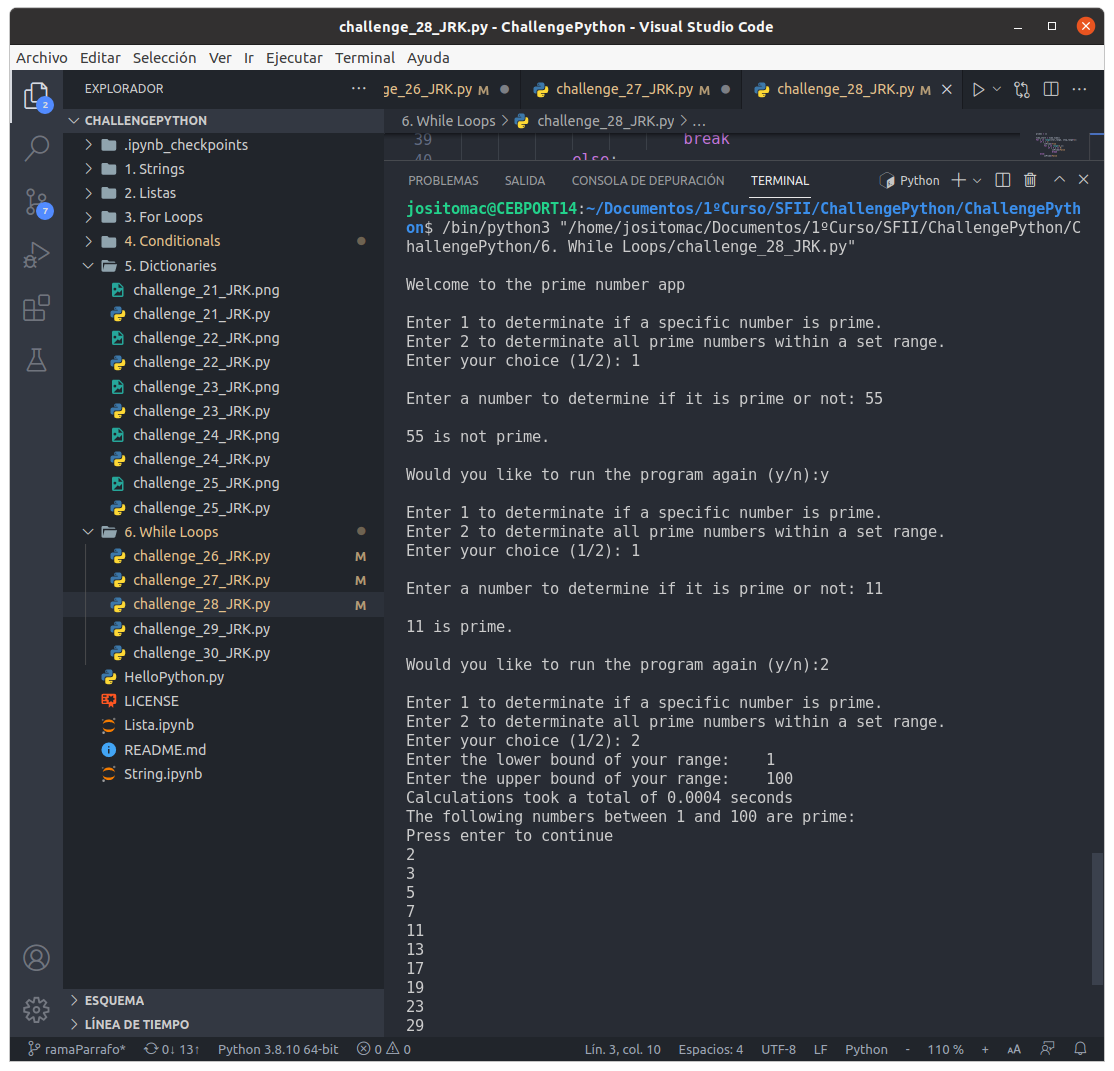 challenge_28_JRK.py - ChallengePython - Visual Studio Code
Archivo Editar Selección Ver Ir Ejecutar Terminal Ayuda
EXPLORADOR
ge_26_JRK.py M challenge_27_JRK.py M challenge_28_JRK.py M
2
7
CHALLENGEPYTHON
.ipynb_checkpoints
1. Strings
2. Listas
3. For Loops
4. Conditionals
5. Dictionaries
challenge_21_JRK.png
challenge_21_JRK.py
challenge_22_JRK.png
challenge_22_JRK.py
challenge_23_JRK.png
challenge_23_JRK.py
challenge_24_JRK.png
challenge_24_JRK.py
challenge_25_JRK.png
challenge_25_JRK.py
6. While Loops
challenge_26_JRK.py M
challenge_27_JRK.py M
challenge_28_JRK.py M
challenge_29_JRK.py
challenge_30_JRK.py
HelloPython.py
LICENSE
Lista.ipynb
README.md
String.ipynb
ESQUEMA
LÍNEA DE TIEMPO
6. While Loops > challenge_28_JRK.py > ...
39 break
40 else:
PROBLEMAS SALIDA CONSOLA DE DEPURACIÓN TERMINAL Python
jositomac@CEBPORT14:~/Documentos/1ºCurso/SFII/ChallengePython/ChallengePyth
on$ /bin/python3 "/home/jositomac/Documentos/1ºCurso/SFII/ChallengePython/C
hallengePython/6. While Loops/challenge_28_JRK.py"
Welcome to the prime number app
Enter 1 to determinate if a specific number is prime.
Enter 2 to determinate all prime numbers within a set range.
Enter your choice (1/2): 1
Enter a number to determine if it is prime or not: 55
55 is not prime.
Would you like to run the program again (y/n):y
Enter 1 to determinate if a specific number is prime.
Enter 2 to determinate all prime numbers within a set range.
Enter your choice (1/2): 1
Enter a number to determine if it is prime or not: 11
11 is prime.
Would you like to run the program again (y/n):2
Enter 1 to determinate if a specific number is prime.
Enter 2 to determinate all prime numbers within a set range.
Enter your choice (1/2): 2
Enter the lower bound of your range: 1
Enter the upper bound of your range: 100
Calculations took a total of 0.0004 seconds
The following numbers between 1 and 100 are prime:
Press enter to continue
2
3
5
7
11
13
17
19
23
29
ramaParrafo* 0↓ 13↑ Python 3.8.10 64-bit 0 0 Lín. 3, col. 10 Espacios: 4 UTF-8 LF Python - 110 % + AA